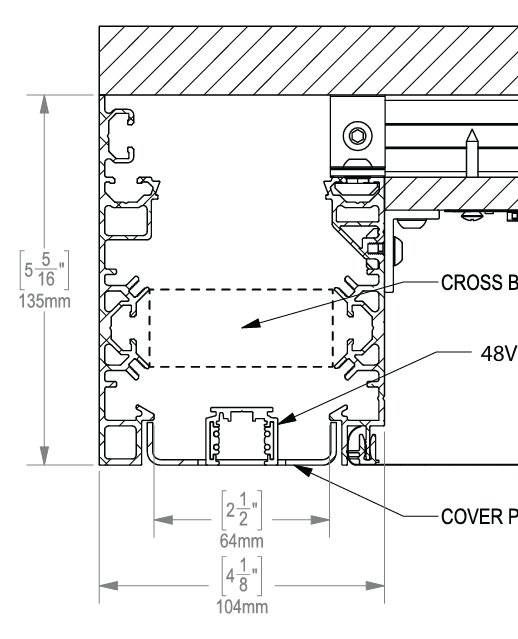 [5 5/16"]
135mm
CROSS B
48V
COVER P
[2 1/2"]
64mm
[4 1/8"]
104mm